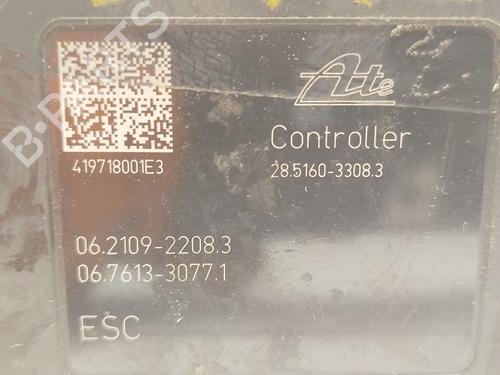 Ate
Controller
419718001E3
28.5160-3308.3
06.2109-2208.3
06.7613-3077.1
ESC
B-PARTS